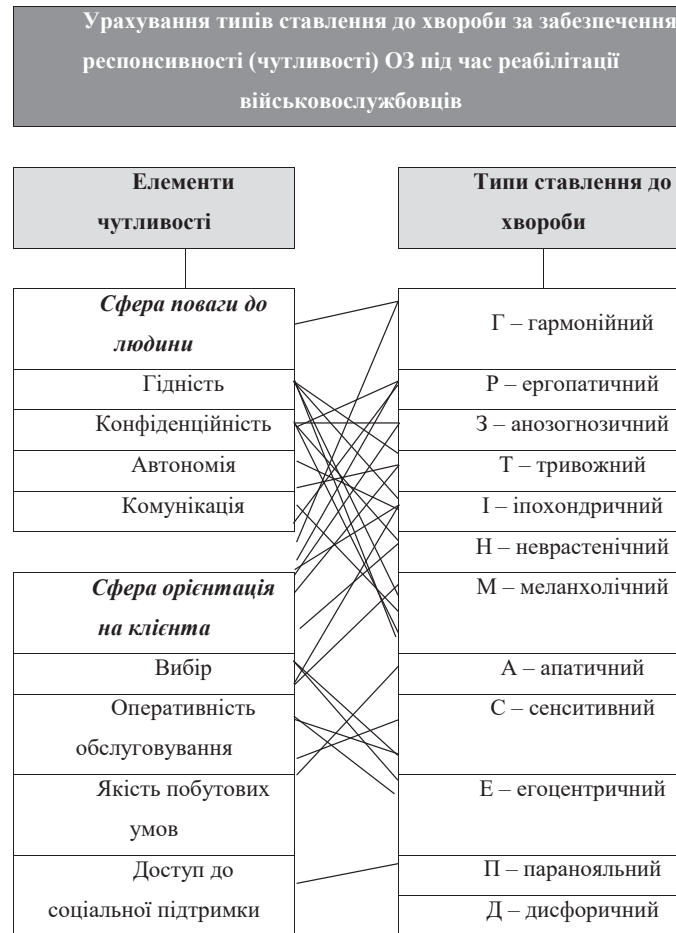 Урахування типів ставлення до хвороби за забезпечення
респонсивності (чутливості) ОЗ під час реабілітації
військовослужбовців
Елементи
чутливості
Сфера поваги до
людини
Гідність
Конфіденційність
Автономія
Комунікація
Сфера орієнтація
на клієнта
Вибір
Оперативність
обслуговування
Якість побутових
умов
Доступ до
соціальної підтримки
Типи ставлення до
хвороби
Г – гармонійний
Р – ергопатичний
З – анозогнозичний
Т – тривожний
І – іпохондричний
Н – неврастенічний
М – меланхолічний
А – апатичний
С – сенситивний
Е – егоцентричний
П – паранояльний
Д – дисфоричний